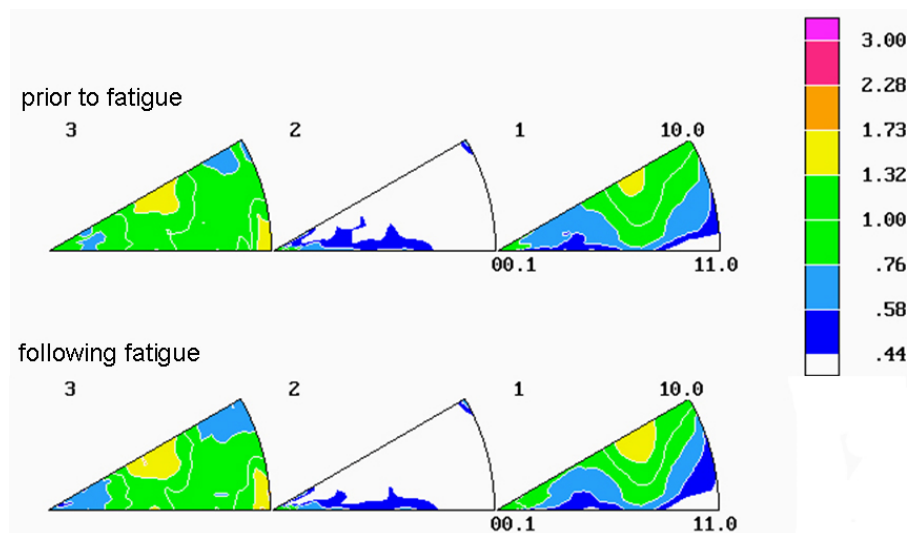 prior to fatigue
3 2 1 10.0
00.1 11.0
following fatigue
3 2 1 10.0
00.1 11.0
3.00
2.28
1.73
1.32
1.00
.76
.58
.44